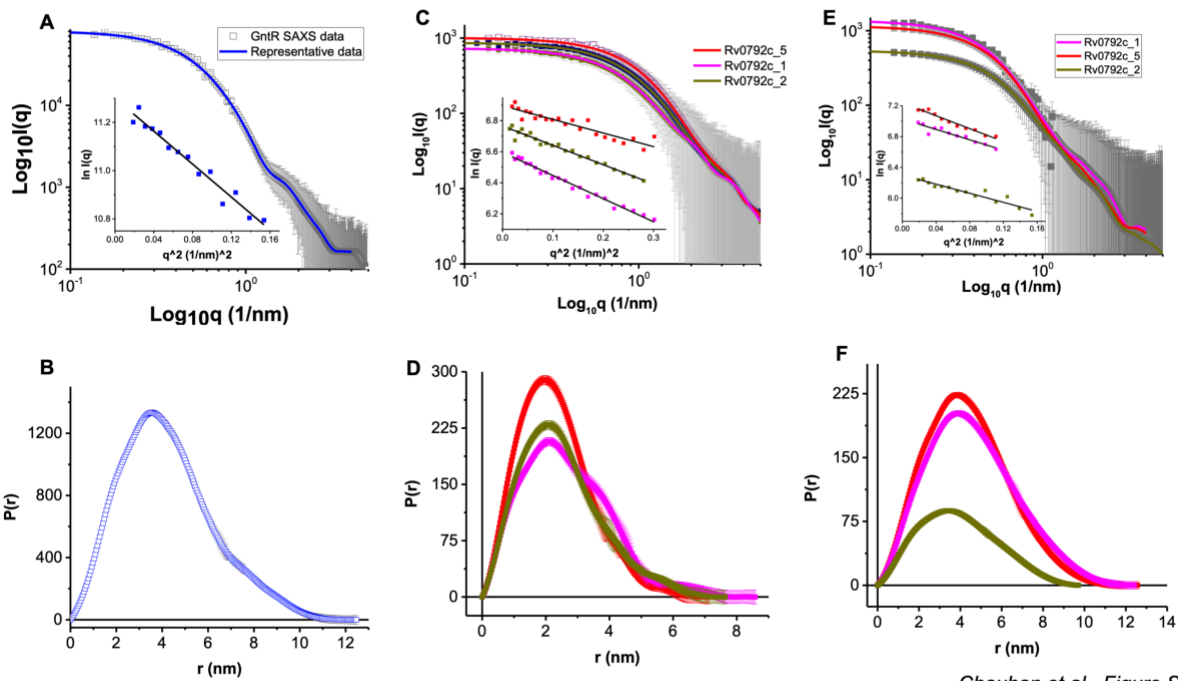 A
GntR SAXS data
Representative data
10^4
10^2
Log10I(q)
11.2
11.0
10.8
ln I(q)
0.00 0.04 0.08 0.12 0.16
q^2 (1/nm)^2
10^-1 10^0
Log10q (1/nm)
C
Rv0792c_5
Rv0792c_1
Rv0792c_2
10^3
10^2
10^1
10^0
Log10I(q)
6.8
6.6
6.4
6.2
ln I(q)
0.0 0.1 0.2 0.3
q^2 (1/nm)^2
10^-1 10^0
Log10q (1/nm)
E
Rv0792c_1
Rv0792c_5
Rv0792c_2
10^3
10^2
10^1
10^0
Log10I(q)
7.2
6.6
6.0
ln I(q)
0.00 0.04 0.08 0.12 0.16
q^2 (1/nm)^2
10^-1 10^0
Log10q (1/nm)
B
1200
800
400
0
P(r)
0 2 4 6 8 10 12
r (nm)
D
300
225
150
75
0
P(r)
0 2 4 6 8
r (nm)
F
225
150
75
0
P(r)
0 2 4 6 8 10 12 14
r (nm)